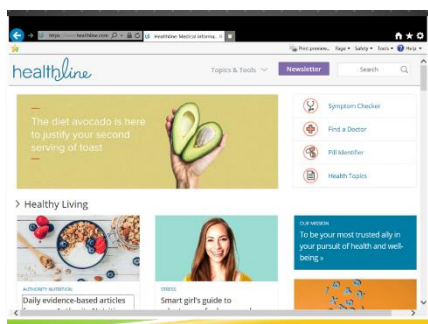 Healthline: Medical Informa...
Print preview... Page Safety Tools Help
healthline
Topics & Tools
Newsletter
Search
The diet avocado is here
to justify your second
serving of toast
Symptom Checker
Find a Doctor
Pill Identifier
Health Topics
> Healthy Living
OUR MISSION
To be your most trusted ally in
your pursuit of health and well-
being »
AUTHORITY NUTRITION
Daily evidence-based articles
STRESS
Smart girl's guide to